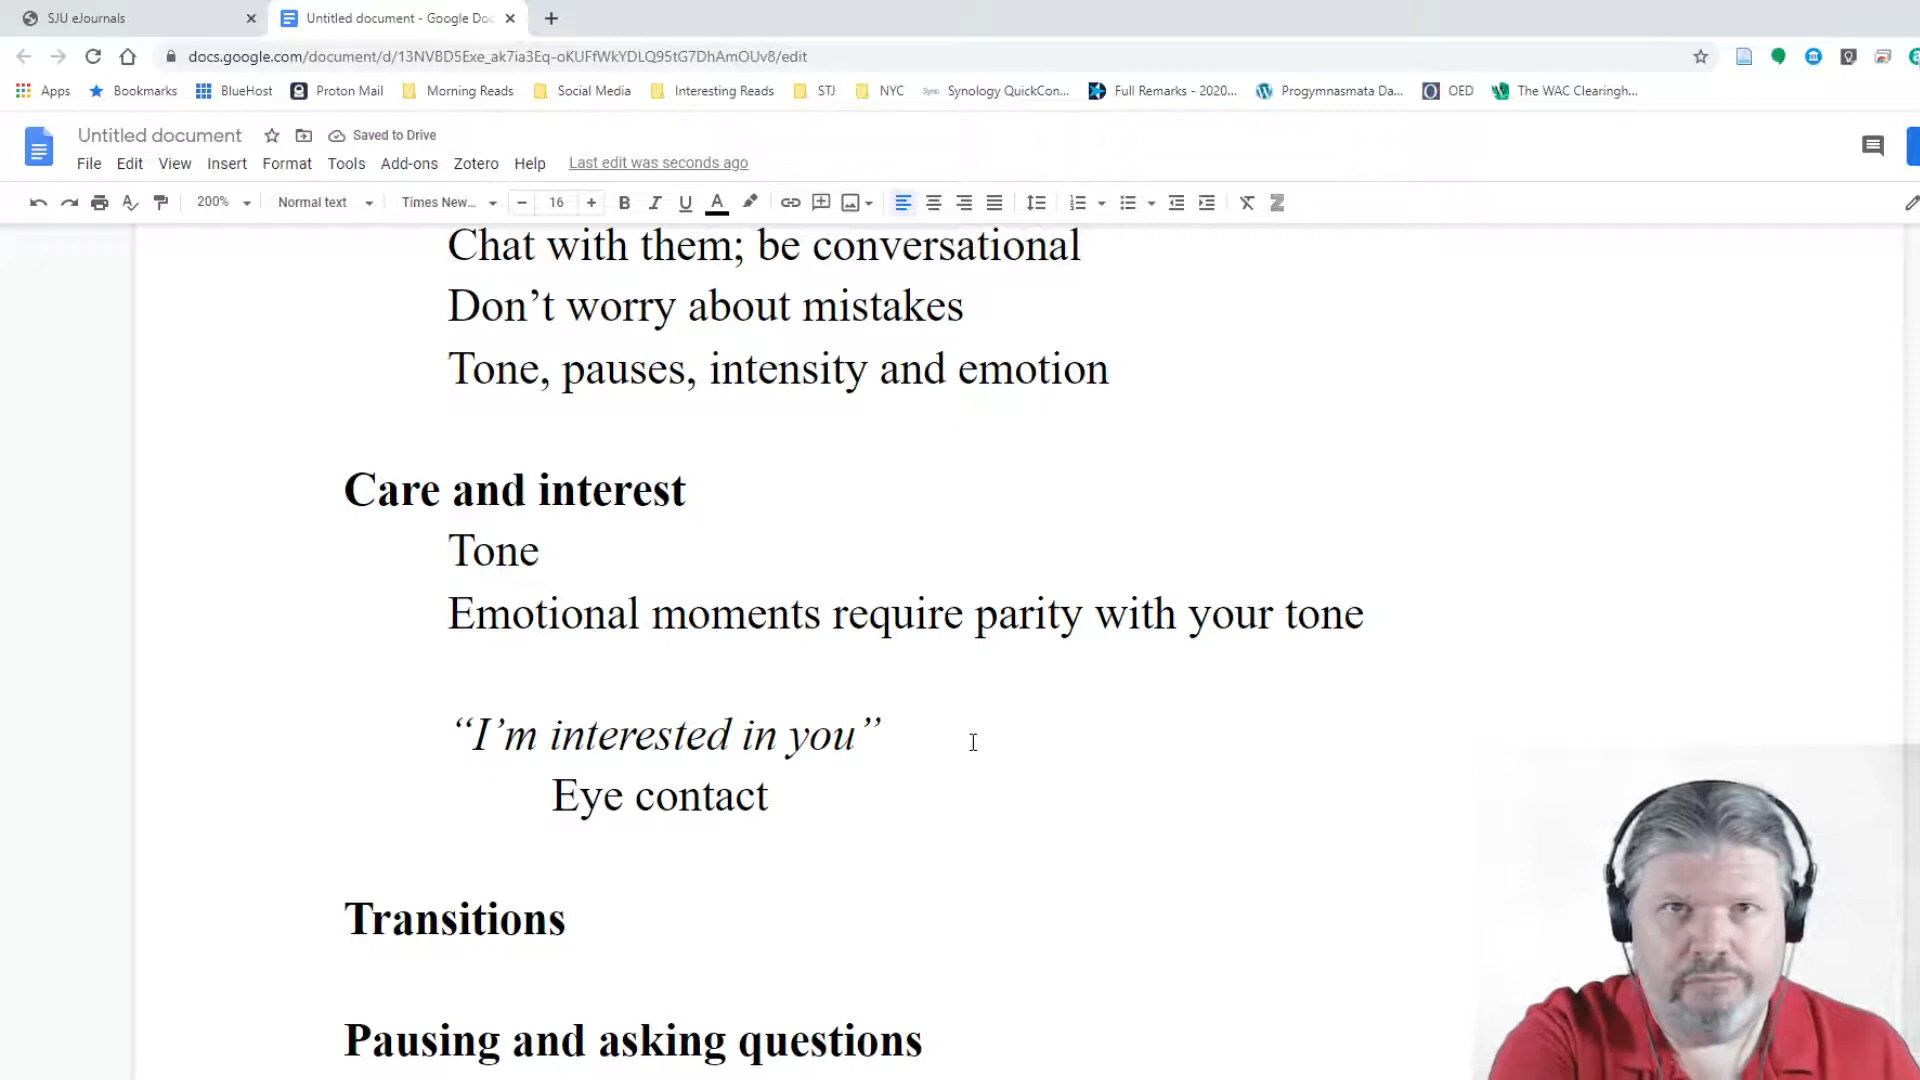 SJU eJournals
Untitled document - Google Doc
docs.google.com/document/d/13NVBD5Exe_ak7ia3Eq-oKUFfWkYDLQ95tG7DhAmOUv8/edit
Apps Bookmarks BlueHost Proton Mail Morning Reads Social Media Interesting Reads STJ NYC Synology QuickCon... Full Remarks - 2020... Progymnasmata Da... OED The WAC Clearingh...
Untitled document Saved to Drive
File Edit View Insert Format Tools Add-ons Zotero Help Last edit was seconds ago
200% Normal text Times New... 16 B I U A
Chat with them; be conversational
Don’t worry about mistakes
Tone, pauses, intensity and emotion
Care and interest
Tone
Emotional moments require parity with your tone
“I’m interested in you”
Eye contact
Transitions
Pausing and asking questions